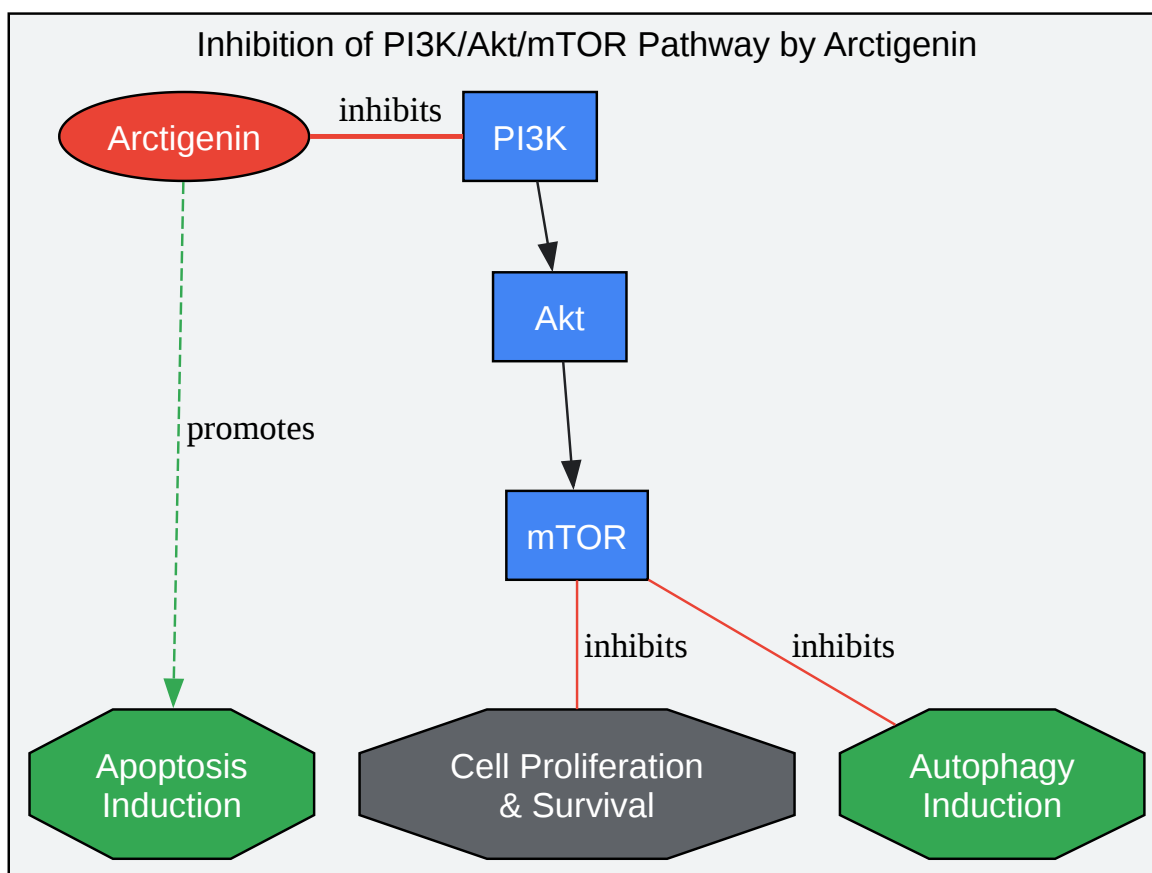 Inhibition of PI3K/Akt/mTOR Pathway by Arctigenin
Arctigenin
inhibits
PI3K
Akt
promotes
mTOR
inhibits
inhibits
Apoptosis
Induction
Cell Proliferation
& Survival
Autophagy
Induction